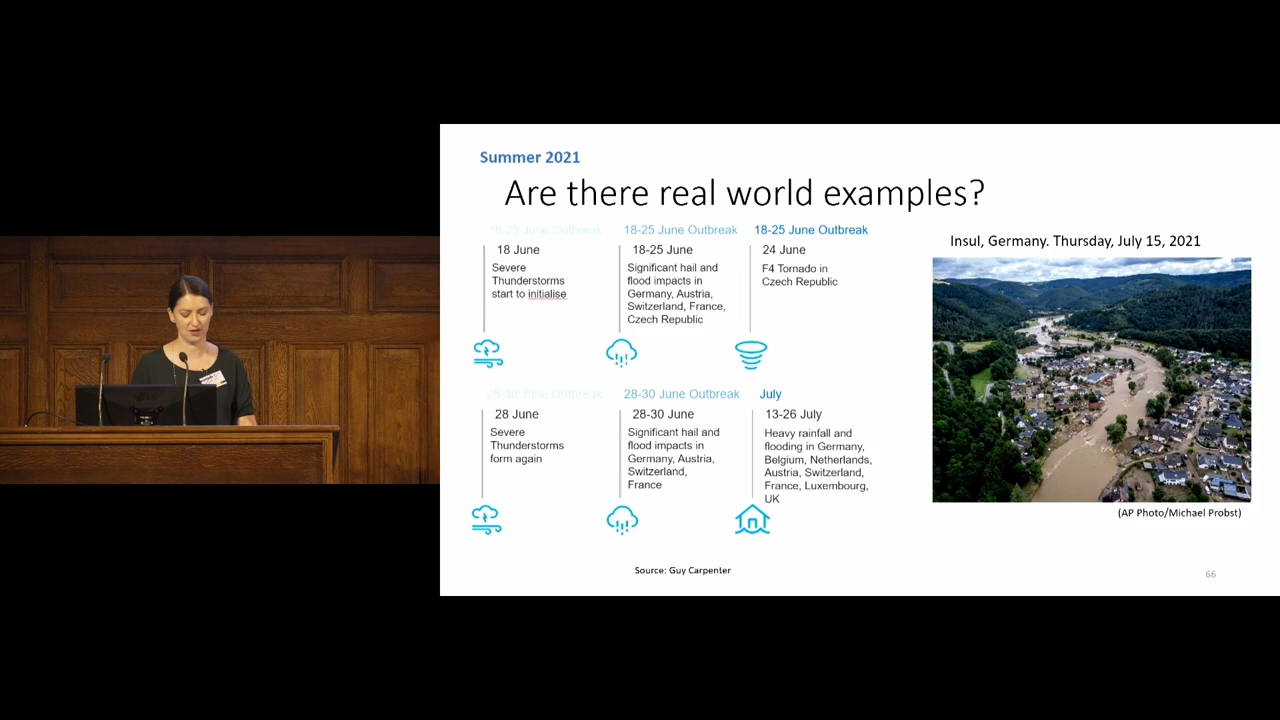 Summer 2021
Are there real world examples?
18-25 June Outbreak
18 June
Severe
Thunderstorms
start to initialise
18-25 June Outbreak
18-25 June
Significant hail and
flood impacts in
Germany, Austria,
Switzerland, France,
Czech Republic
18-25 June Outbreak
24 June
F4 Tornado in
Czech Republic
28-30 June Outbreak
28 June
Severe
Thunderstorms
form again
28-30 June Outbreak
28-30 June
Significant hail and
flood impacts in
Germany, Austria,
Switzerland,
France
July
13-26 July
Heavy rainfall and
flooding in Germany,
Belgium, Netherlands,
Austria, Switzerland,
France, Luxembourg,
UK
Insul, Germany. Thursday, July 15, 2021
(AP Photo/Michael Probst)
Source: Guy Carpenter
66